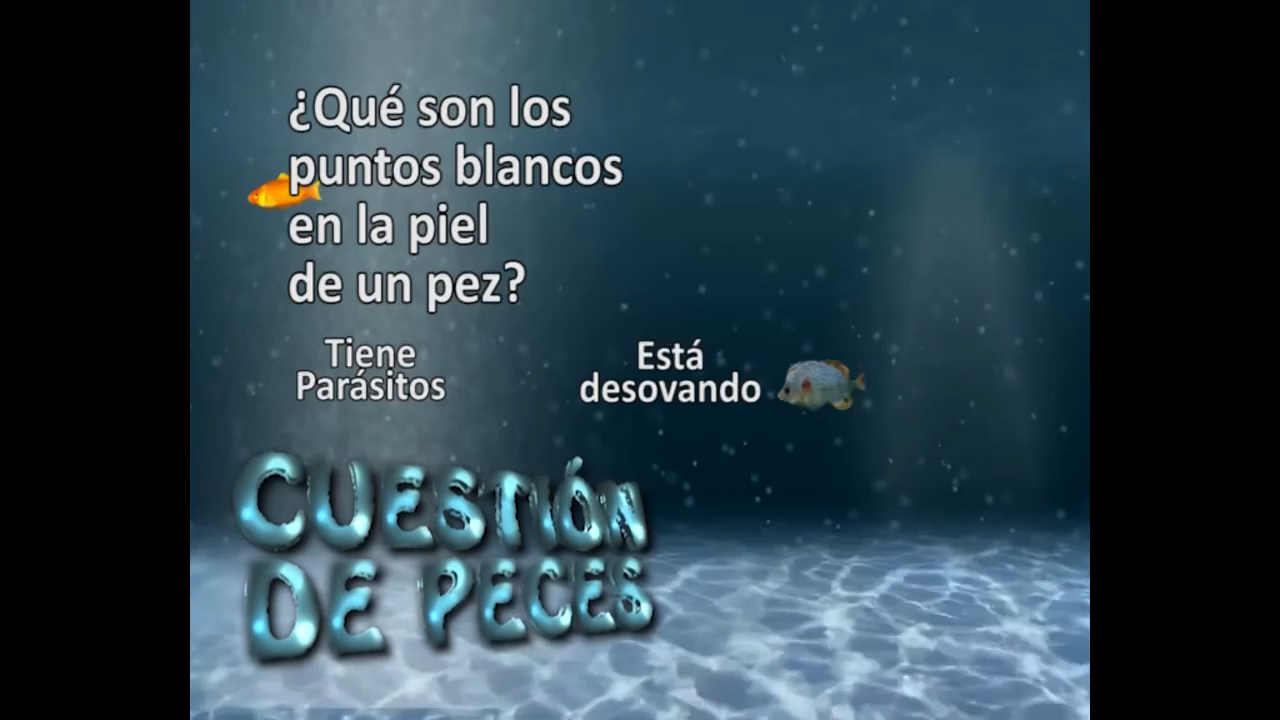 ¿Qué son los
puntos blancos
en la piel
de un pez?
Tiene
Parásitos
Está
desovando
CUESTIÓN
DE PECES